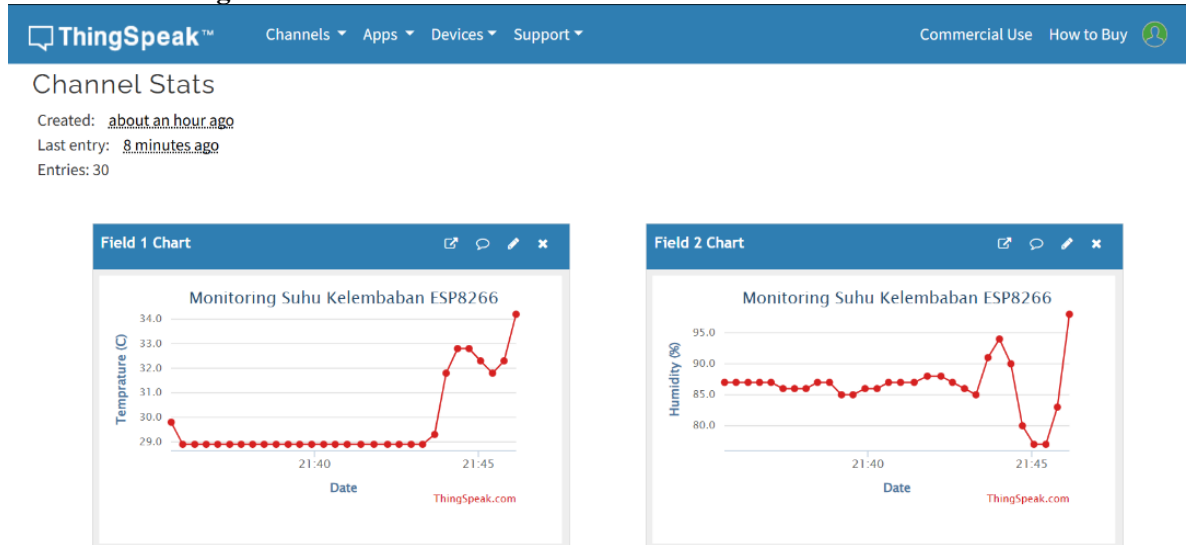 ThingSpeak™ Channels Apps Devices Support Commercial Use How to Buy
Channel Stats
Created: about an hour ago
Last entry: 8 minutes ago
Entries: 30
Field 1 Chart
Monitoring Suhu Kelembaban ESP8266
Temprature (C)
34.0
33.0
32.0
31.0
30.0
29.0
21:40 21:45
Date
ThingSpeak.com
Field 2 Chart
Monitoring Suhu Kelembaban ESP8266
Humidity (%)
95.0
90.0
85.0
80.0
21:40 21:45
Date
ThingSpeak.com